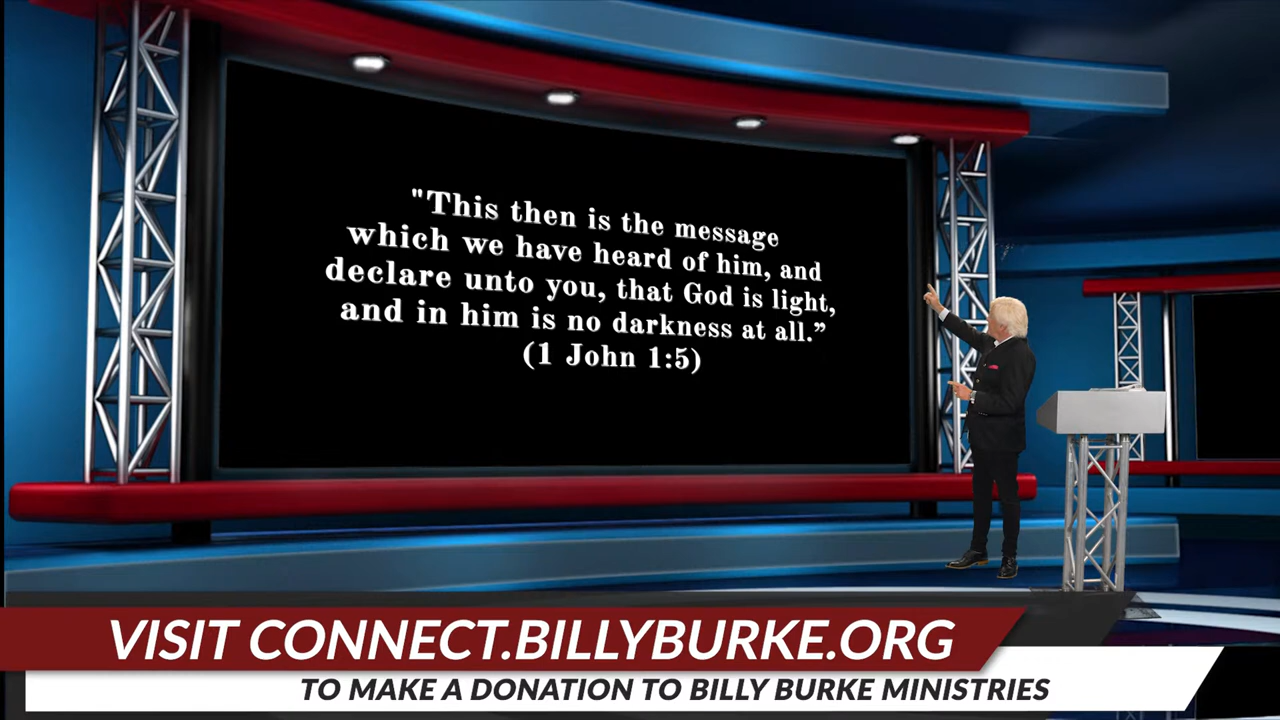 "This then is the message
which we have heard of him, and
declare unto you, that God is light,
and in him is no darkness at all.”
(1 John 1:5)
VISIT CONNECT.BILLYBURKE.ORG
TO MAKE A DONATION TO BILLY BURKE MINISTRIES